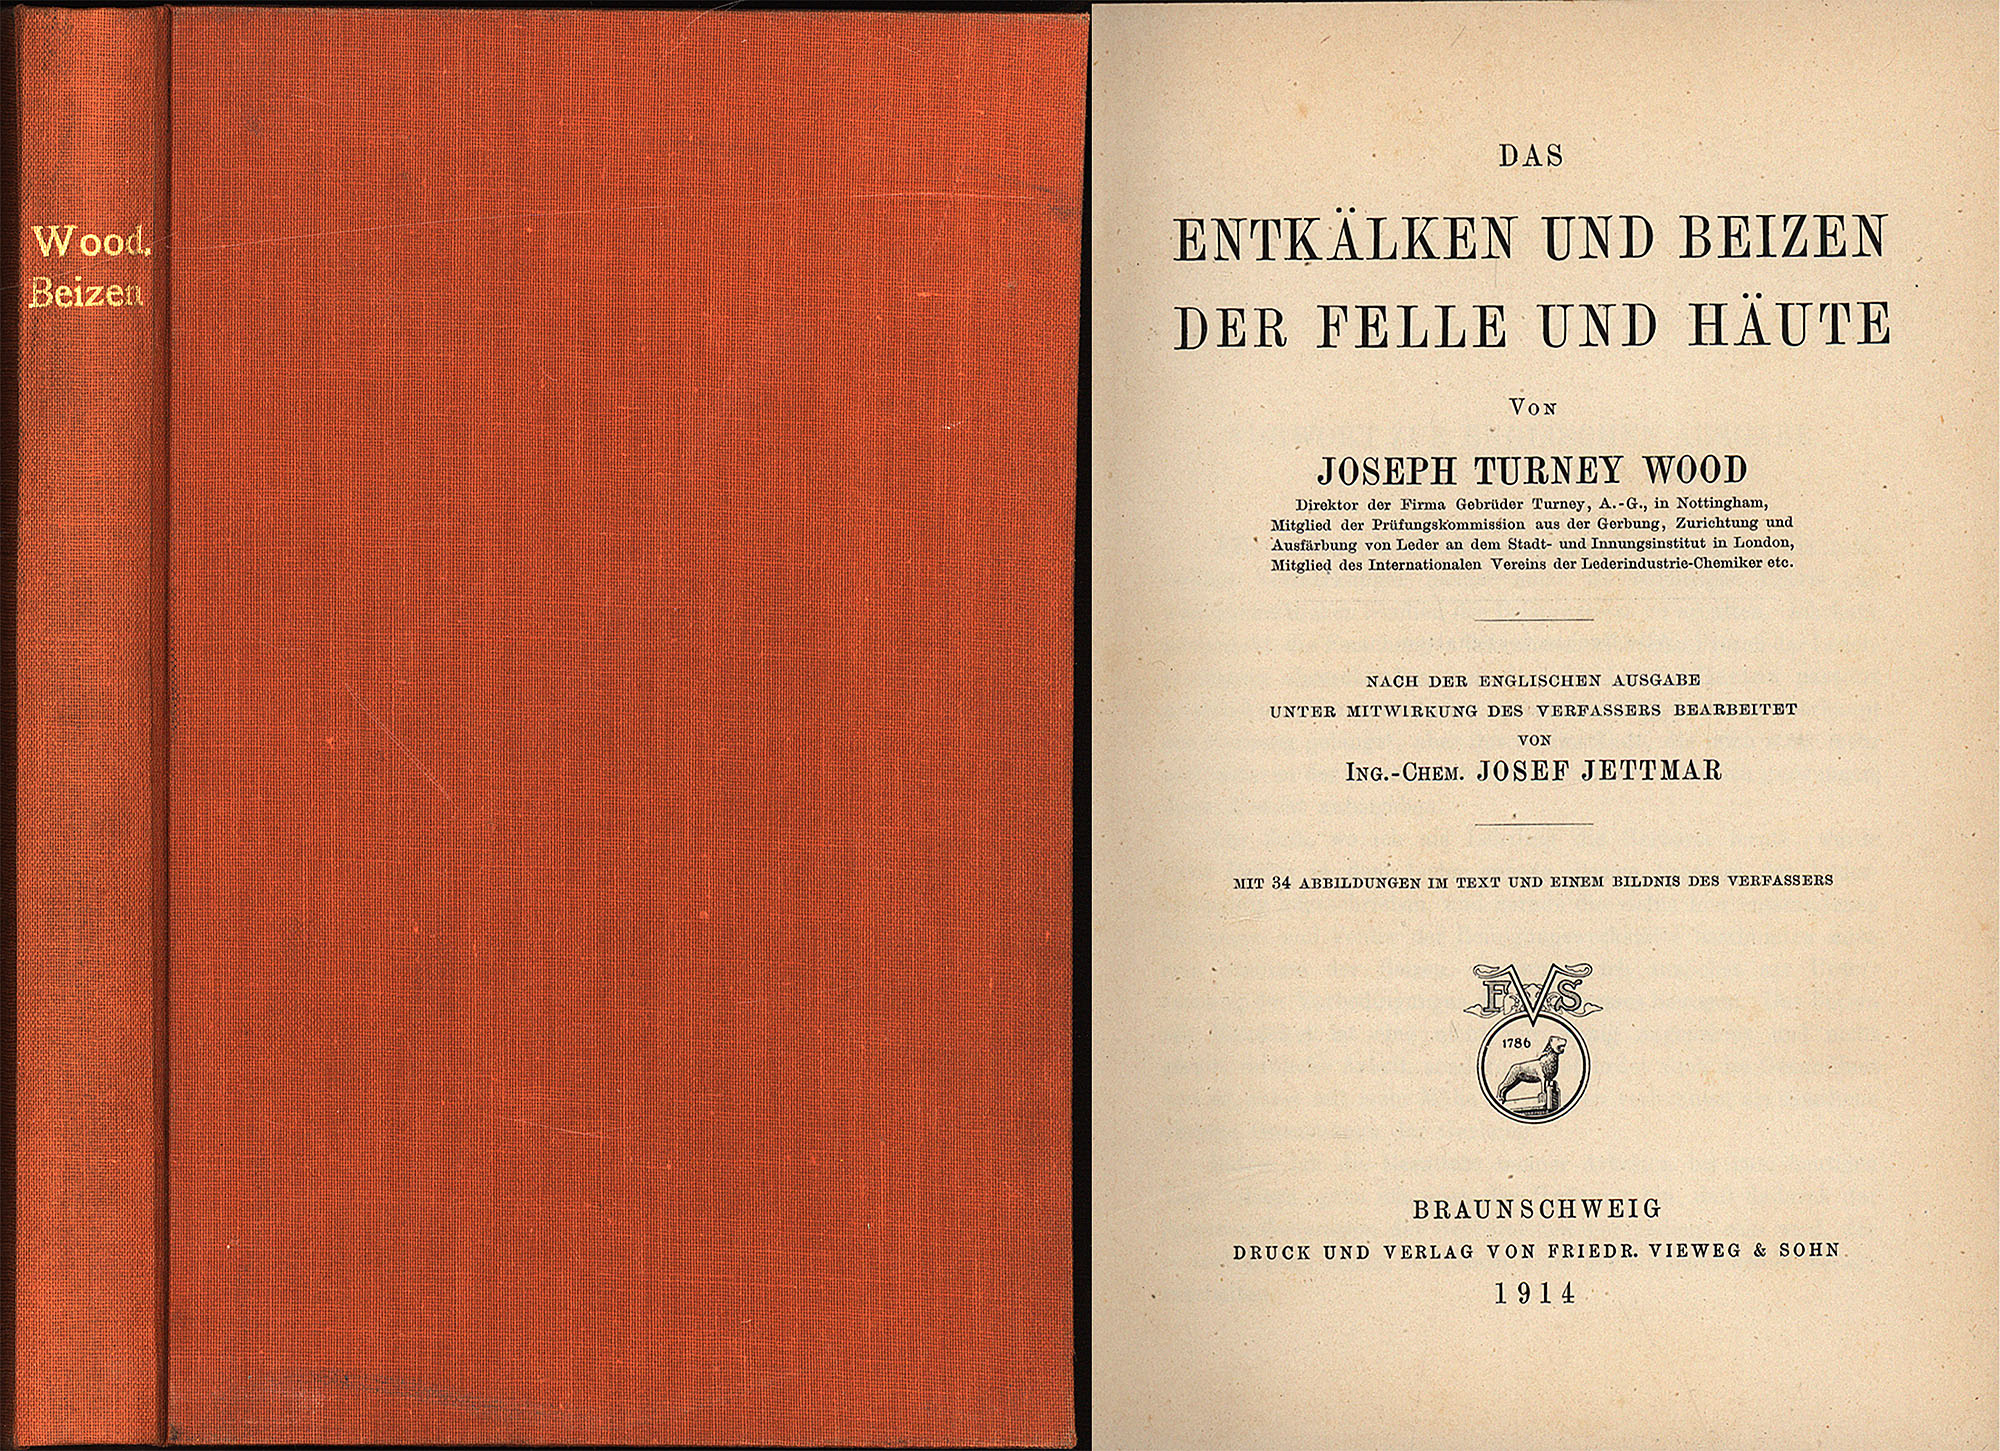 Wood.
Beizen
DAS
ENTKÄLKEN UND BEIZEN
DER FELLE UND HÄUTE
VON
JOSEPH TURNEY WOOD
Direktor der Firma Gebrüder Turney, A.-G., in Nottingham,
Mitglied der Prüfungskommission aus der Gerbung, Zurichtung und
Ausfärbung von Leder an dem Stadt- und Innungsinstitut in London,
Mitglied des Internationalen Vereins der Lederindustrie-Chemiker etc.
NACH DER ENGLISCHEN AUSGABE
UNTER MITWIRKUNG DES VERFASSERS BEARBEITET
VON
ING.-CHEM. JOSEF JETTMAR
MIT 34 ABBILDUNGEN IM TEXT UND EINEM BILDNIS DES VERFASSERS
FVS
1786
BRAUNSCHWEIG
DRUCK UND VERLAG VON FRIEDR. VIEWEG & SOHN
1914